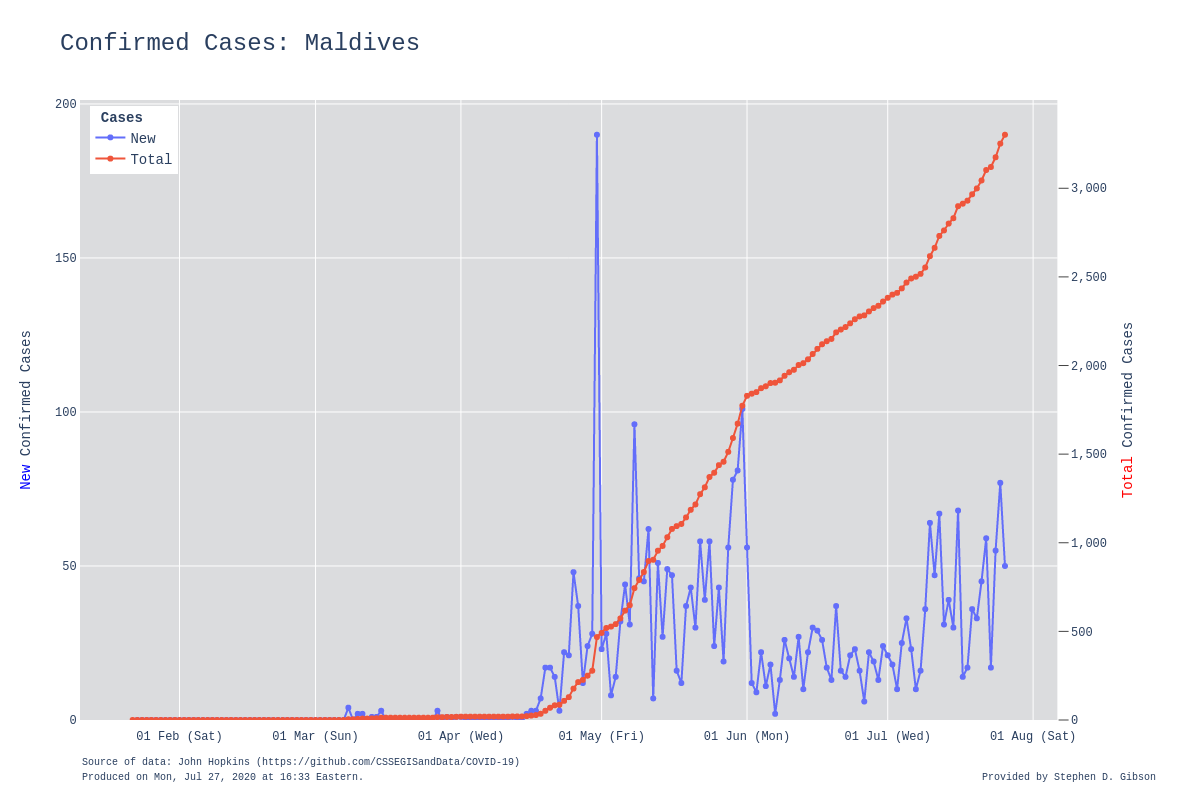 Confirmed Cases: Maldives
Cases
New
Total
200
150
100
50
0
3,000
2,500
2,000
1,500
1,000
500
0
New Confirmed Cases
Total Confirmed Cases
01 Feb (Sat)
01 Mar (Sun)
01 Apr (Wed)
01 May (Fri)
01 Jun (Mon)
01 Jul (Wed)
01 Aug (Sat)
Source of data: John Hopkins (https://github.com/CSSEGISandData/COVID-19)
Produced on Mon, Jul 27, 2020 at 16:33 Eastern.
Provided by Stephen D. Gibson